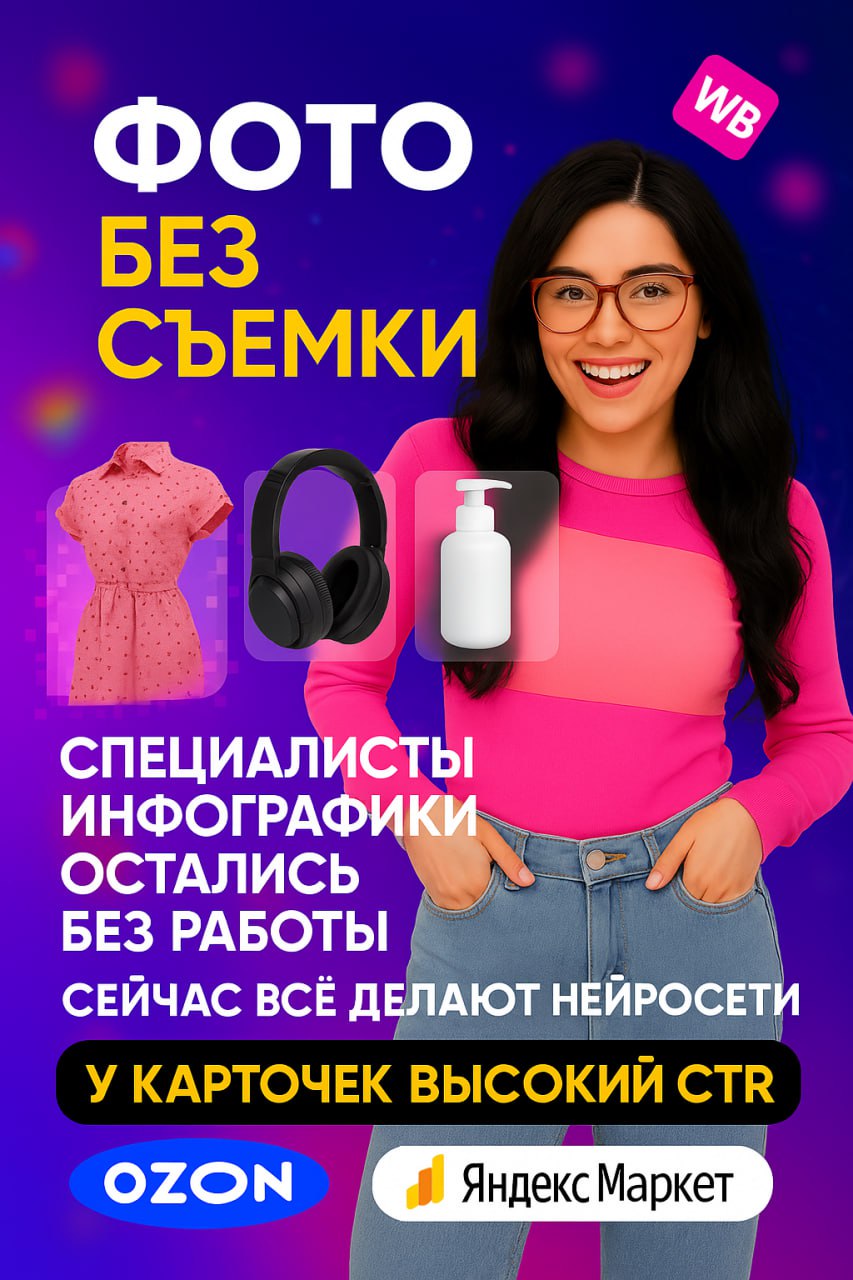 WB
ФОТО
БЕЗ
СЪЕМКИ
СПЕЦИАЛИСТЫ
ИНФОГРАФИКИ
ОСТАЛИСЬ
БЕЗ РАБОТЫ
СЕЙЧАС ВСЁ ДЕЛАЮТ НЕЙРОСЕТИ
У КАРТОЧЕК ВЫСОКИЙ CTR
OZON
Яндекс Маркет